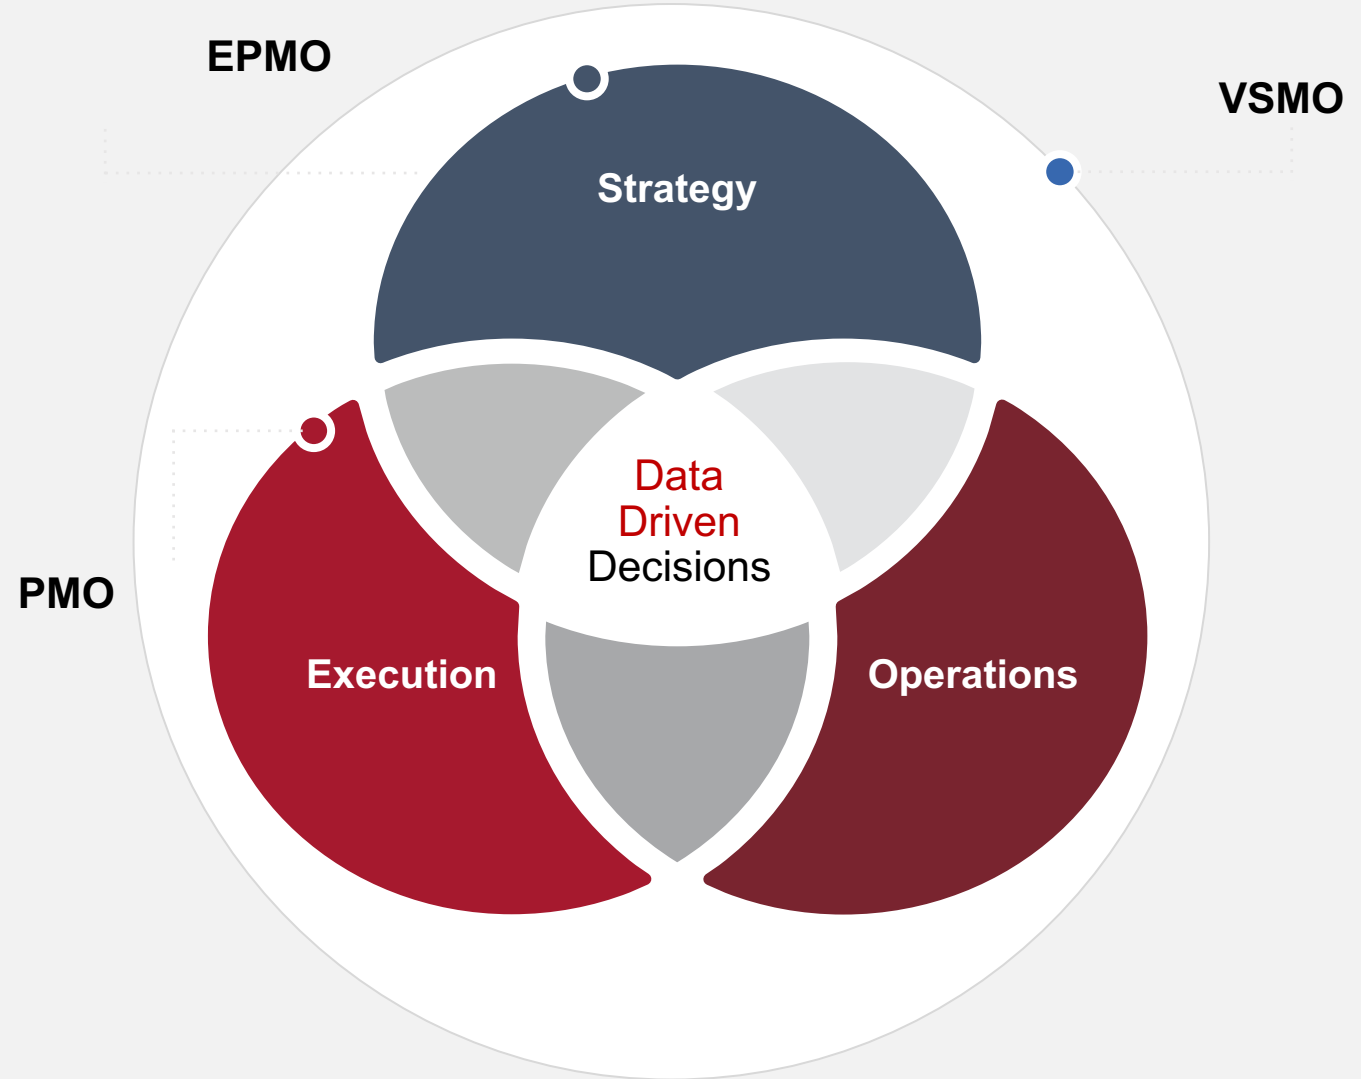 EPMO
VSMO
Strategy
Data
Driven
Decisions
PMO
Execution
Operations